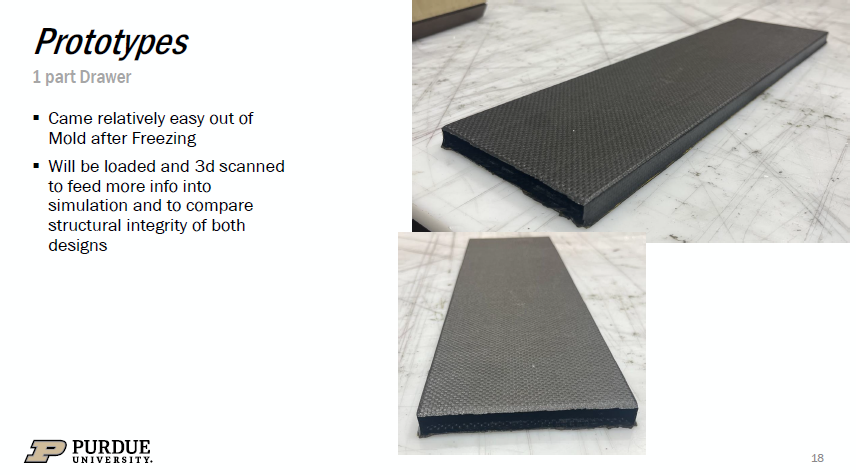 Prototypes
1 part Drawer
▪ Came relatively easy out of
Mold after Freezing
▪ Will be loaded and 3d scanned
to feed more info into
simulation and to compare
structural integrity of both
designs
P PURDUE
UNIVERSITY.
18